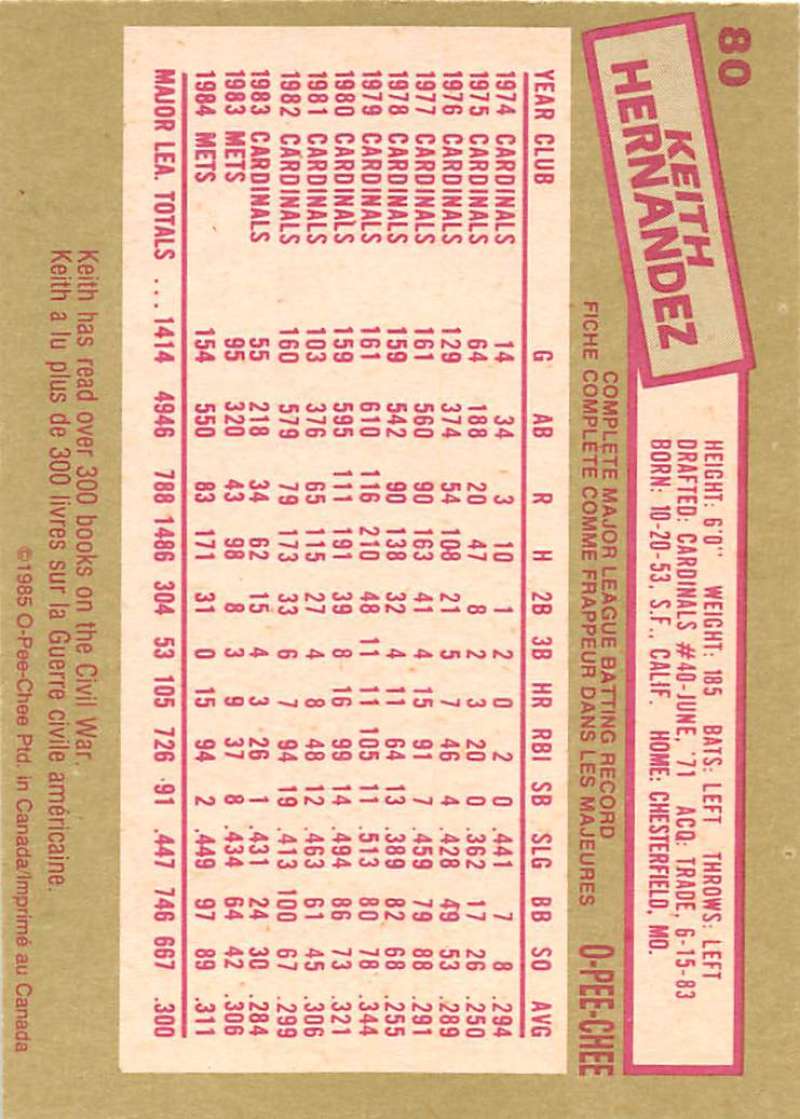 80
KEITH
HERNANDEZ
HEIGHT: 6'0" WEIGHT: 185 BATS: LEFT THROWS: LEFT
DRAFTED: CARDINALS #40-JUNE, '71 ACQ: TRADE, 6-15-83
BORN: 10-20-53, S.F., CALIF. HOME: CHESTERFIELD, MO.
COMPLETE MAJOR LEAGUE BATTING RECORD
FICHE COMPLÈTE COMME FRAPPEUR DANS LES MAJEURES O-PEE-CHEE
YEAR CLUB G AB R H 2B 3B HR RBI SB SLG BB SO AVG
1974 CARDINALS 14 34 3 10 1 2 0 2 0 .441 7 8 .294
1975 CARDINALS 64 188 20 47 8 2 3 20 0 .362 17 26 .250
1976 CARDINALS 129 374 54 108 21 5 7 46 4 .428 49 53 .289
1977 CARDINALS 161 560 90 163 41 4 15 91 7 .459 79 88 .291
1978 CARDINALS 159 542 90 138 32 4 11 64 13 .389 82 68 .255
1979 CARDINALS 161 610 116 210 48 11 11 105 11 .513 80 78 .344
1980 CARDINALS 159 595 111 191 39 8 16 99 14 .494 86 73 .321
1981 CARDINALS 103 376 65 115 27 4 8 48 12 .463 61 45 .306
1982 CARDINALS 160 579 79 173 33 6 7 94 19 .413 100 67 .299
1983 CARDINALS 55 218 34 62 15 4 3 26 1 .431 24 30 .284
1983 METS 95 320 43 98 8 3 9 37 8 .434 64 42 .306
1984 METS 154 550 83 171 31 0 15 94 2 .449 97 89 .311
MAJOR LEA. TOTALS ... 1414 4946 788 1486 304 53 105 726 91 .447 746 667 .300
Keith has read over 300 books on the Civil War.
Keith a lu plus de 300 livres sur la Guerre civile américaine.
©1985 O-Pee-Chee Ptd. in Canada/Imprimé au Canada